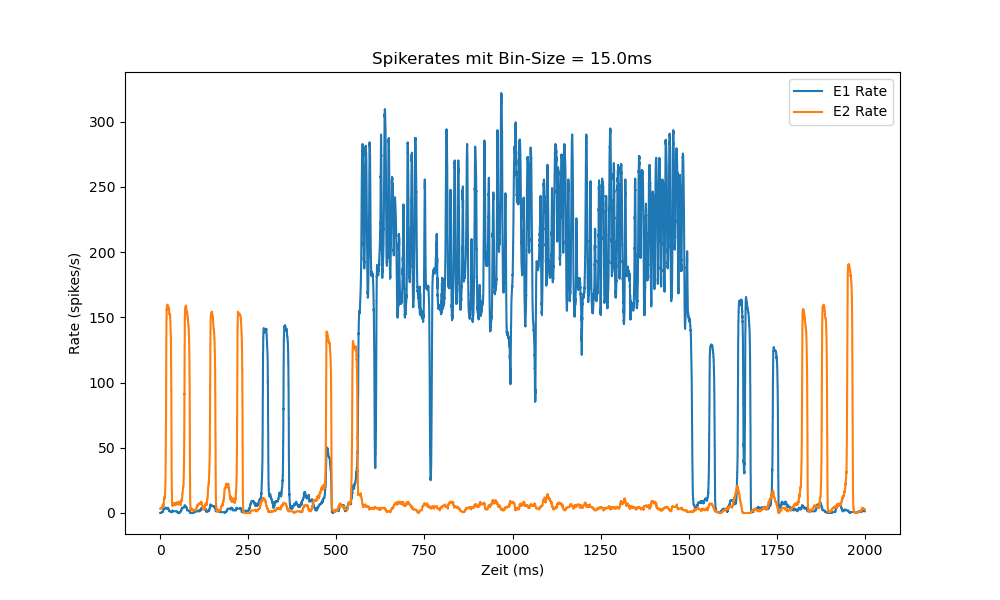 Spikerates mit Bin-Size = 15.0ms
E1 Rate
E2 Rate
300
250
200
150
100
50
0
Rate (spikes/s)
0 250 500 750 1000 1250 1500 1750 2000
Zeit (ms)